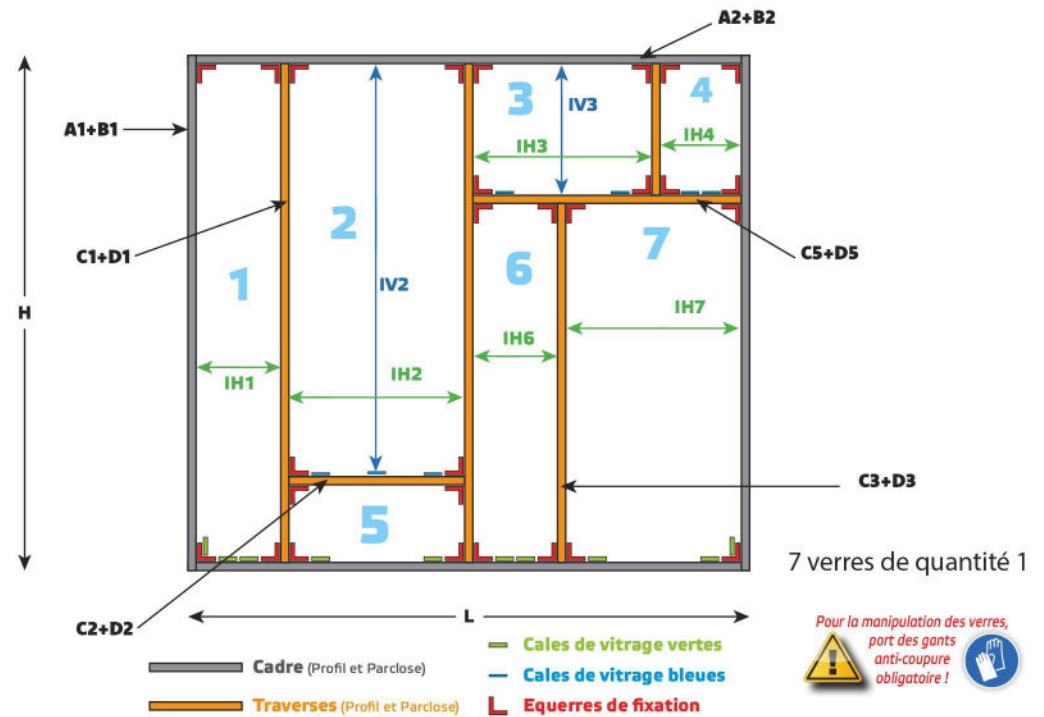 A2+B2
3
4
IV3
A1+B1
IH3
IH4
2
C1+D1
C5+D5
1
6
7
IV2
H
IH7
IH6
IH1
IH2
C3+D3
5
7 verres de quantité 1
L
C2+D2
Pour la manipulation des verres,
port des gants
anti-coupure
obligatoire !
Cadre (Profil et Parclose)
Traverses (Profil et Parclose)
Cales de vitrage vertes
Cales de vitrage bleues
Equerres de fixation